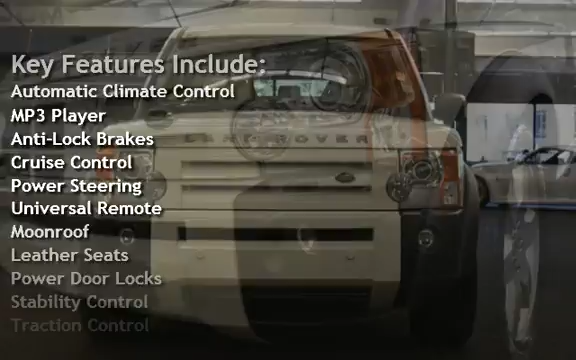 Key Features Include:
Automatic Climate Control
MP3 Player
Anti-Lock Brakes
Cruise Control
Power Steering
Universal Remote
Moonroof
Leather Seats
Power Door Locks
Stability Control
Traction Control
LAND ROVER